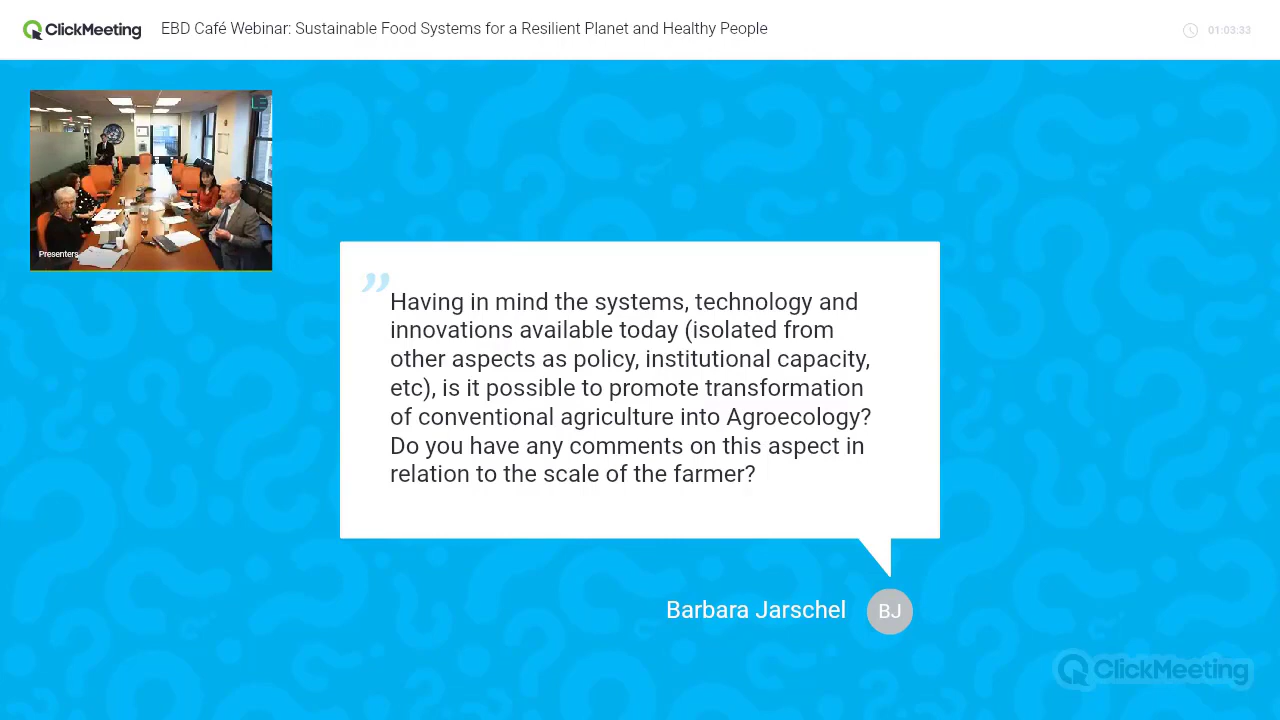 ClickMeeting
EBD Café Webinar: Sustainable Food Systems for a Resilient Planet and Healthy People
01:03:33
Presenters
”
Having in mind the systems, technology and
innovations available today (isolated from
other aspects as policy, institutional capacity,
etc), is it possible to promote transformation
of conventional agriculture into Agroecology?
Do you have any comments on this aspect in
relation to the scale of the farmer?
Barbara Jarschel
BJ
ClickMeeting